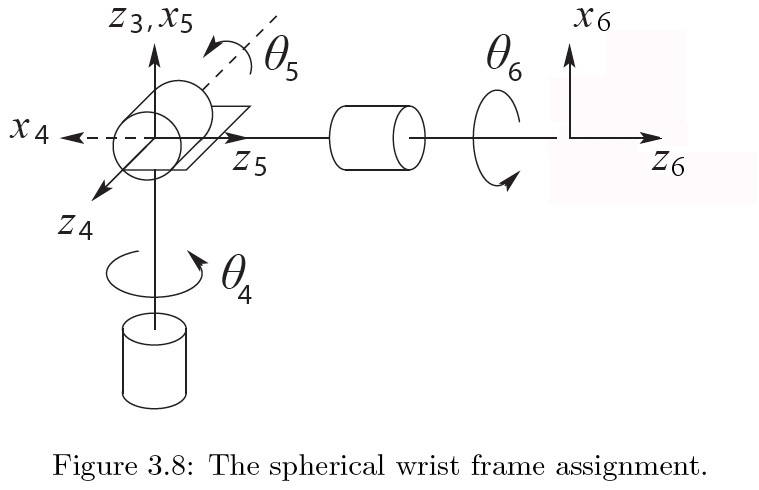 z3, x5
x6
θ5
θ6
x4
z5
z6
z4
θ4
Figure 3.8: The spherical wrist frame assignment.